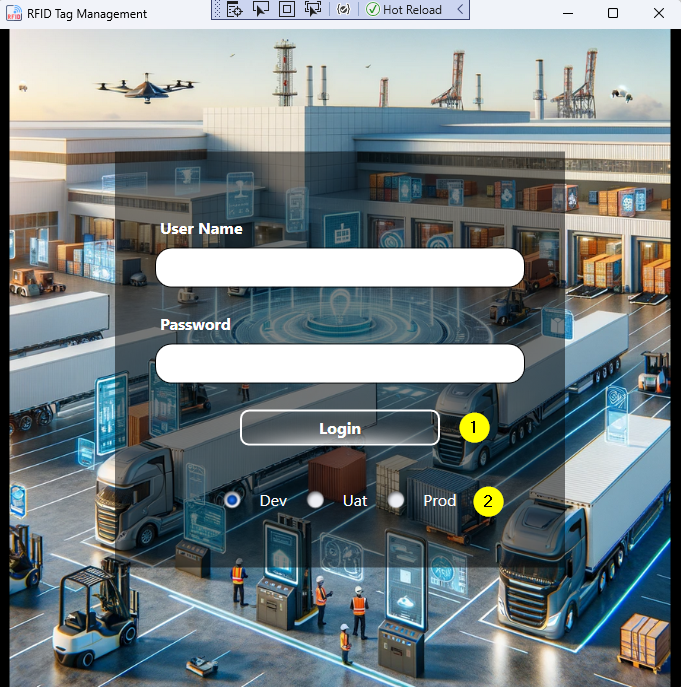 RFID Tag Management
Hot Reload
User Name
Password
Login 1
Dev Uat Prod 2